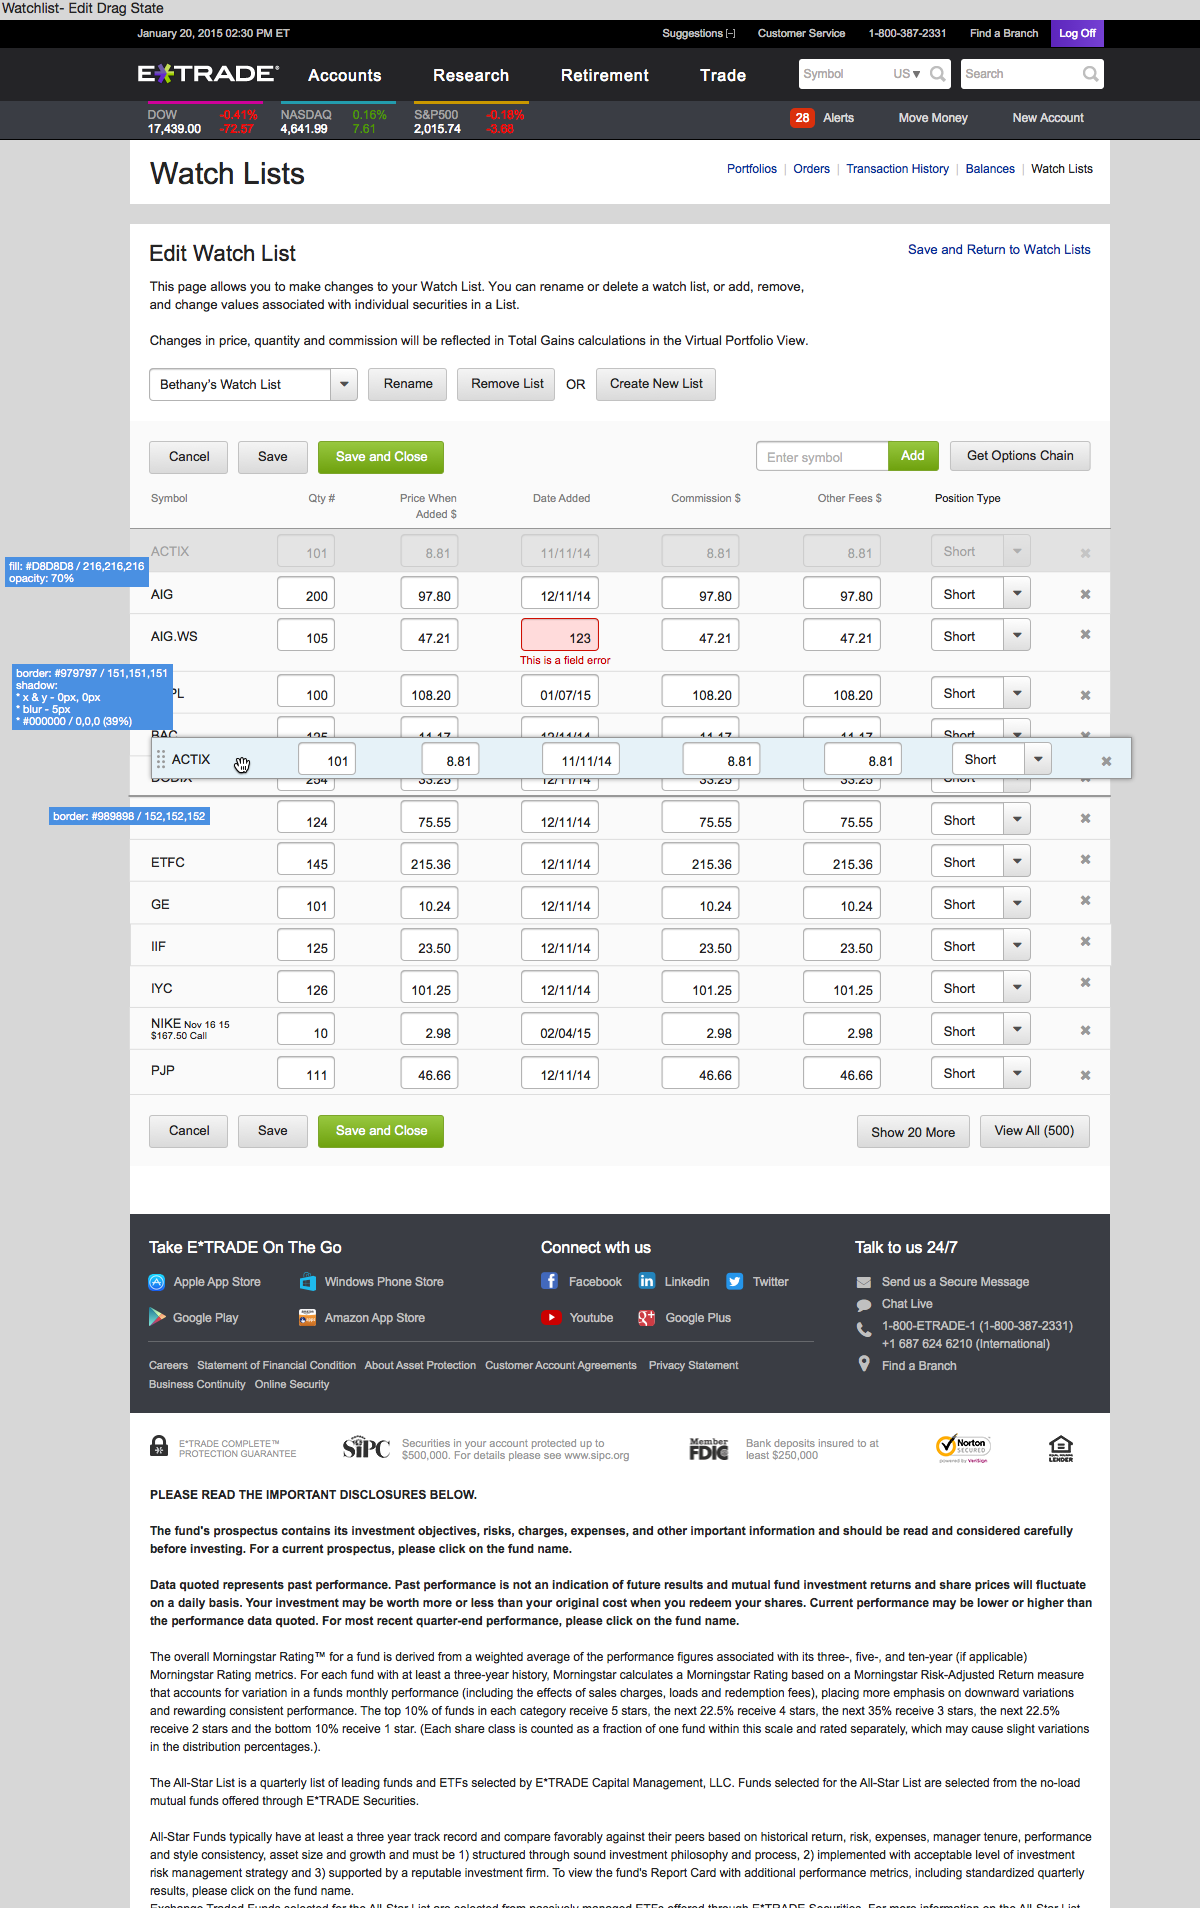 Watchlist- Edit Drag State
January 20, 2015 02:30 PM ET
Suggestions [-] Customer Service 1-800-387-2331 Find a Branch Log Off
E*TRADE Accounts Research Retirement Trade Symbol US▼ Search
DOW -0.41% NASDAQ 0.16% S&P500 -0.18%
17,439.00 -72.57 4,641.99 7.61 2,015.74 -3.68
28 Alerts Move Money New Account
Watch Lists
Portfolios | Orders | Transaction History | Balances | Watch Lists
Edit Watch List
Save and Return to Watch Lists
This page allows you to make changes to your Watch List. You can rename or delete a watch list, or add, remove,
and change values associated with individual securities in a List.
Changes in price, quantity and commission will be reflected in Total Gains calculations in the Virtual Portfolio View.
Bethany's Watch List Rename Remove List OR Create New List
Cancel Save Save and Close Enter symbol Add Get Options Chain
Symbol Qty # Price When Date Added Commission $ Other Fees $ Position Type
Added $
ACTIX 101 8.81 11/11/14 8.81 8.81 Short
fill: #D8D8D8 / 216,216,216
opacity: 70%
AIG 200 97.80 12/11/14 97.80 97.80 Short
AIG.WS 105 47.21 123 47.21 47.21 Short
This is a field error
border: #979797 / 151,151,151
shadow:
* x & y - 0px, 0px
* blur - 5px
* #000000 / 0,0,0 (39%)
PL 100 108.20 01/07/15 108.20 108.20 Short
BAC 125 11.17 12/11/14 11.17 11.17 Short
ACTIX 101 8.81 11/11/14 8.81 8.81 Short
DODIX 254 33.25 12/11/14 33.25 33.25 Short
border: #989898 / 152,152,152
124 75.55 12/11/14 75.55 75.55 Short
ETFC 145 215.36 12/11/14 215.36 215.36 Short
GE 101 10.24 12/11/14 10.24 10.24 Short
IIF 125 23.50 12/11/14 23.50 23.50 Short
IYC 126 101.25 12/11/14 101.25 101.25 Short
NIKE Nov 16 15 10 2.98 02/04/15 2.98 2.98 Short
$167.50 Call
PJP 111 46.66 12/11/14 46.66 46.66 Short
Cancel Save Save and Close Show 20 More View All (500)
Take E*TRADE On The Go Connect wth us Talk to us 24/7
Apple App Store Windows Phone Store Facebook Linkedin Twitter Send us a Secure Message
Chat Live
Google Play Amazon App Store Youtube Google Plus 1-800-ETRADE-1 (1-800-387-2331)
+1 687 624 6210 (International)
Find a Branch
Careers Statement of Financial Condition About Asset Protection Customer Account Agreements Privacy Statement
Business Continuity Online Security
E*TRADE COMPLETE™
PROTECTION GUARANTEE
SIPC
Securities in your account protected up to
$500,000. For details please see www.sipc.org
Member
FDIC
Bank deposits insured to at
least $250,000
Norton
SECURED
powered by VeriSign
EQUAL HOUSING
LENDER
PLEASE READ THE IMPORTANT DISCLOSURES BELOW.
The fund's prospectus contains its investment objectives, risks, charges, expenses, and other important information and should be read and considered carefully
before investing. For a current prospectus, please click on the fund name.
Data quoted represents past performance. Past performance is not an indication of future results and mutual fund investment returns and share prices will fluctuate
on a daily basis. Your investment may be worth more or less than your original cost when you redeem your shares. Current performance may be lower or higher than
the performance data quoted. For most recent quarter-end performance, please click on the fund name.
The overall Morningstar Rating™ for a fund is derived from a weighted average of the performance figures associated with its three-, five-, and ten-year (if applicable)
Morningstar Rating metrics. For each fund with at least a three-year history, Morningstar calculates a Morningstar Rating based on a Morningstar Risk-Adjusted Return measure
that accounts for variation in a funds monthly performance (including the effects of sales charges, loads and redemption fees), placing more emphasis on downward variations
and rewarding consistent performance. The top 10% of funds in each category receive 5 stars, the next 22.5% receive 4 stars, the next 35% receive 3 stars, the next 22.5%
receive 2 stars and the bottom 10% receive 1 star. (Each share class is counted as a fraction of one fund within this scale and rated separately, which may cause slight variations
in the distribution percentages.).
The All-Star List is a quarterly list of leading funds and ETFs selected by E*TRADE Capital Management, LLC. Funds selected for the All-Star List are selected from the no-load
mutual funds offered through E*TRADE Securities.
All-Star Funds typically have at least a three year track record and compare favorably against their peers based on historical return, risk, expenses, manager tenure, performance
and style consistency, asset size and growth and must be 1) structured through sound investment philosophy and process, 2) implemented with acceptable level of investment
risk management strategy and 3) supported by a reputable investment firm. To view the fund's Report Card with additional performance metrics, including standardized quarterly
results, please click on the fund name.
Exchange Traded Funds selected for the All-Star List are selected from passively managed ETFs offered through E*TRADE Securities. For more information on the All-Star List